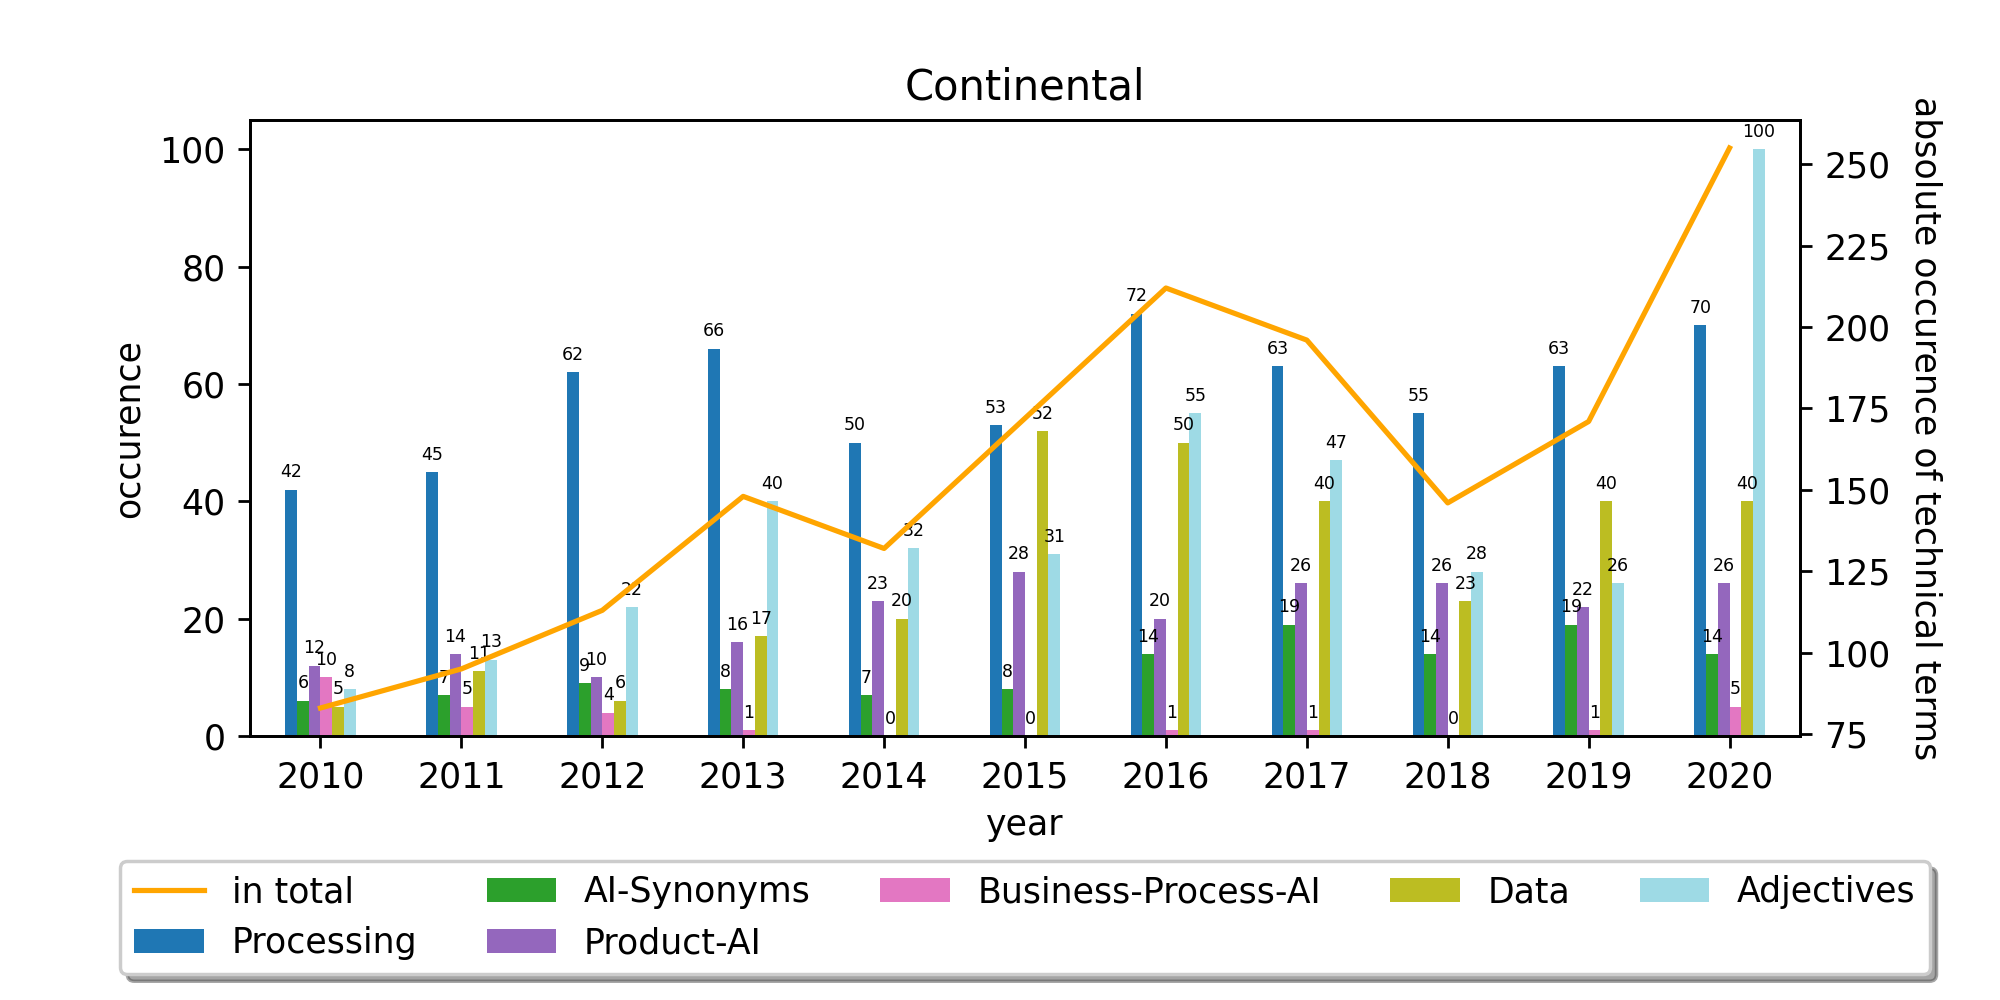 Continental
occurence
absolute occurence of technical terms
100
80
60
40
20
0
250
225
200
175
150
125
100
75
42 6 12 10 5 8
45 7 14 5 11 13
62 9 10 4 6 22
66 8 16 1 17 40
50 7 23 0 20 32
53 8 28 0 52 31
72 14 20 1 50 55
63 19 26 1 40 47
55 14 26 0 23 28
63 19 22 1 40 26
70 14 26 5 40 100
2010 2011 2012 2013 2014 2015 2016 2017 2018 2019 2020
year
in total AI-Synonyms Business-Process-AI Data Adjectives
Processing Product-AI